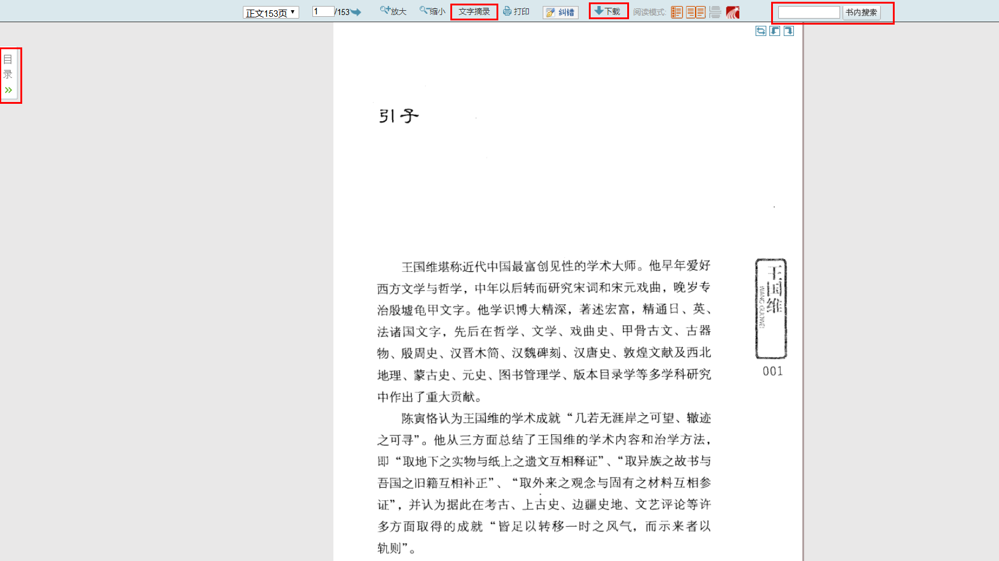 正文153页
1 /153
放大
缩小
文字摘录
打印
纠错
下载
阅读模式:
书内搜索
目
录
引子
王国维堪称近代中国最富创见性的学术大师。他早年爱好
西方文学与哲学，中年以后转而研究宋词和宋元戏曲，晚岁专
治殷墟龟甲文字。他学识博大精深，著述宏富，精通日、英、
法诸国文字，先后在哲学、文学、戏曲史、甲骨古文、古器
物、殷周史、汉晋木简、汉魏碑刻、汉唐史、敦煌文献及西北
地理、蒙古史、元史、图书管理学、版本目录学等多学科研究
中作出了重大贡献。
陈寅恪认为王国维的学术成就“几若无涯岸之可望、辙迹
之可寻”。他从三方面总结了王国维的学术内容和治学方法，
即“取地下之实物与纸上之遗文互相释证”、“取异族之故书与
吾国之旧籍互相补正”、“取外来之观念与固有之材料互相参
证”，并认为据此在考古、上古史、边疆史地、文艺评论等许
多方面取得的成就“皆足以转移一时之风气，而示来者以
轨则”。
王国维
WANG GUOWEI
001